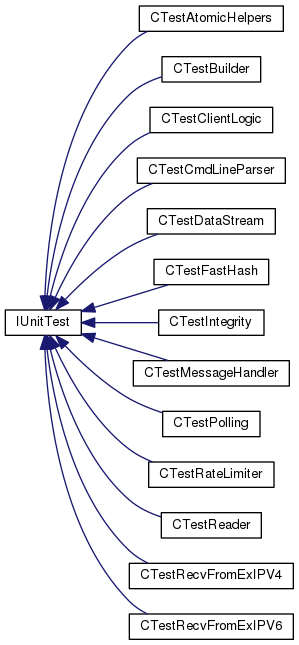 CTestAtomicHelpers
CTestBuilder
CTestClientLogic
CTestCmdLineParser
CTestDataStream
CTestFastHash
IUnitTest
CTestIntegrity
CTestMessageHandler
CTestPolling
CTestRateLimiter
CTestReader
CTestRecvFromExIPV4
CTestRecvFromExIPV6